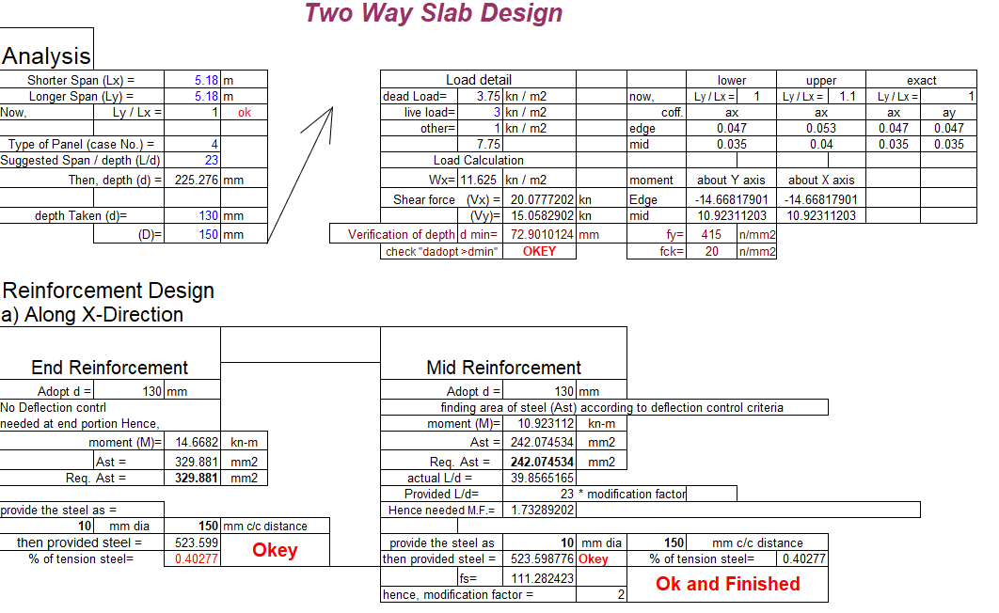 Two Way Slab Design
Analysis
Shorter Span (Lx) = 5.18 m
Longer Span (Ly) = 5.18 m
Now, Ly / Lx = 1 ok
Type of Panel (case No.) = 4
Suggested Span / depth (L/d) 23
Then, depth (d) = 225.276 mm
depth Taken (d)= 130 mm
(D)= 150 mm
Load detail
dead Load= 3.75 kn / m2
live load= 3 kn / m2
other= 1 kn / m2
7.75
Load Calculation
Wx= 11.625 kn / m2
Shear force (Vx) = 20.0777202 kn
(Vy)= 15.0582902 kn
Verification of depth d min= 72.9010124 mm
check "dadopt >dmin" OKEY
lower upper exact
now, Ly / Lx = 1 Ly / Lx = 1.1 Ly / Lx = 1
coff. ax ax ax ay
edge 0.047 0.053 0.047 0.047
mid 0.035 0.04 0.035 0.035
moment about Y axis about X axis
Edge -14.66817901 -14.66817901
mid 10.92311203 10.92311203
fy= 415 n/mm2
fck= 20 n/mm2
Reinforcement Design
a) Along X-Direction
End Reinforcement
Adopt d = 130 mm
No Deflection contrl
needed at end portion Hence,
moment (M)= 14.6682 kn-m
Ast = 329.881 mm2
Req. Ast = 329.881 mm2
provide the steel as =
10 mm dia 150 mm c/c distance
then provided steel = 523.599 Okey
% of tension steel= 0.40277
Mid Reinforcement
Adopt d = 130 mm
finding area of steel (Ast) according to deflection control criteria
moment (M)= 10.923112 kn-m
Ast = 242.074534 mm2
Req. Ast = 242.074534 mm2
actual L/d = 39.8565165
Provided L/d= 23 * modification factor
Hence needed M.F.= 1.73289202
provide the steel as 10 mm dia 150 mm c/c distance
then provided steel = 523.598776 Okey % of tension steel= 0.40277
fs= 111.282423 Ok and Finished
hence, modification factor = 2